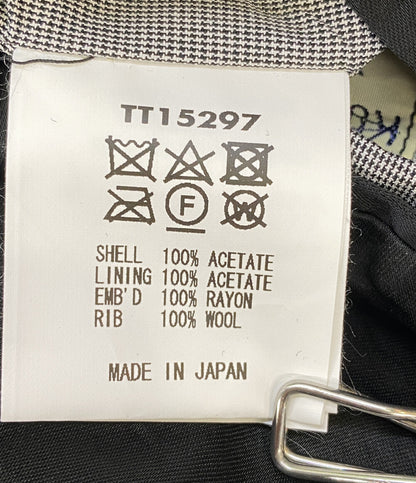 TT15297
F
W
SHELL 100% ACETATE
LINING 100% ACETATE
EMB'D 100% RAYON
RIB 100% WOOL
MADE IN JAPAN